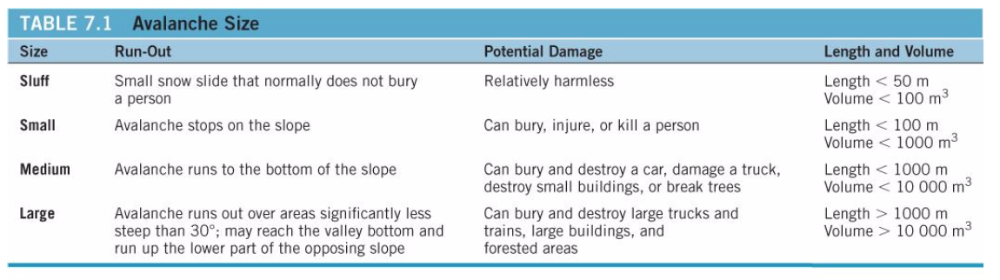 TABLE 7.1 Avalanche Size
Size Run-Out Potential Damage Length and Volume
Sluff Small snow slide that normally does not bury Relatively harmless Length < 50 m
a person Volume < 100 m³
Small Avalanche stops on the slope Can bury, injure, or kill a person Length < 100 m
Volume < 1000 m³
Medium Avalanche runs to the bottom of the slope Can bury and destroy a car, damage a truck, Length < 1000 m
destroy small buildings, or break trees Volume < 10 000 m³
Large Avalanche runs out over areas significantly less Can bury and destroy large trucks and Length > 1000 m
steep than 30°; may reach the valley bottom and trains, large buildings, and Volume > 10 000 m³
run up the lower part of the opposing slope forested areas